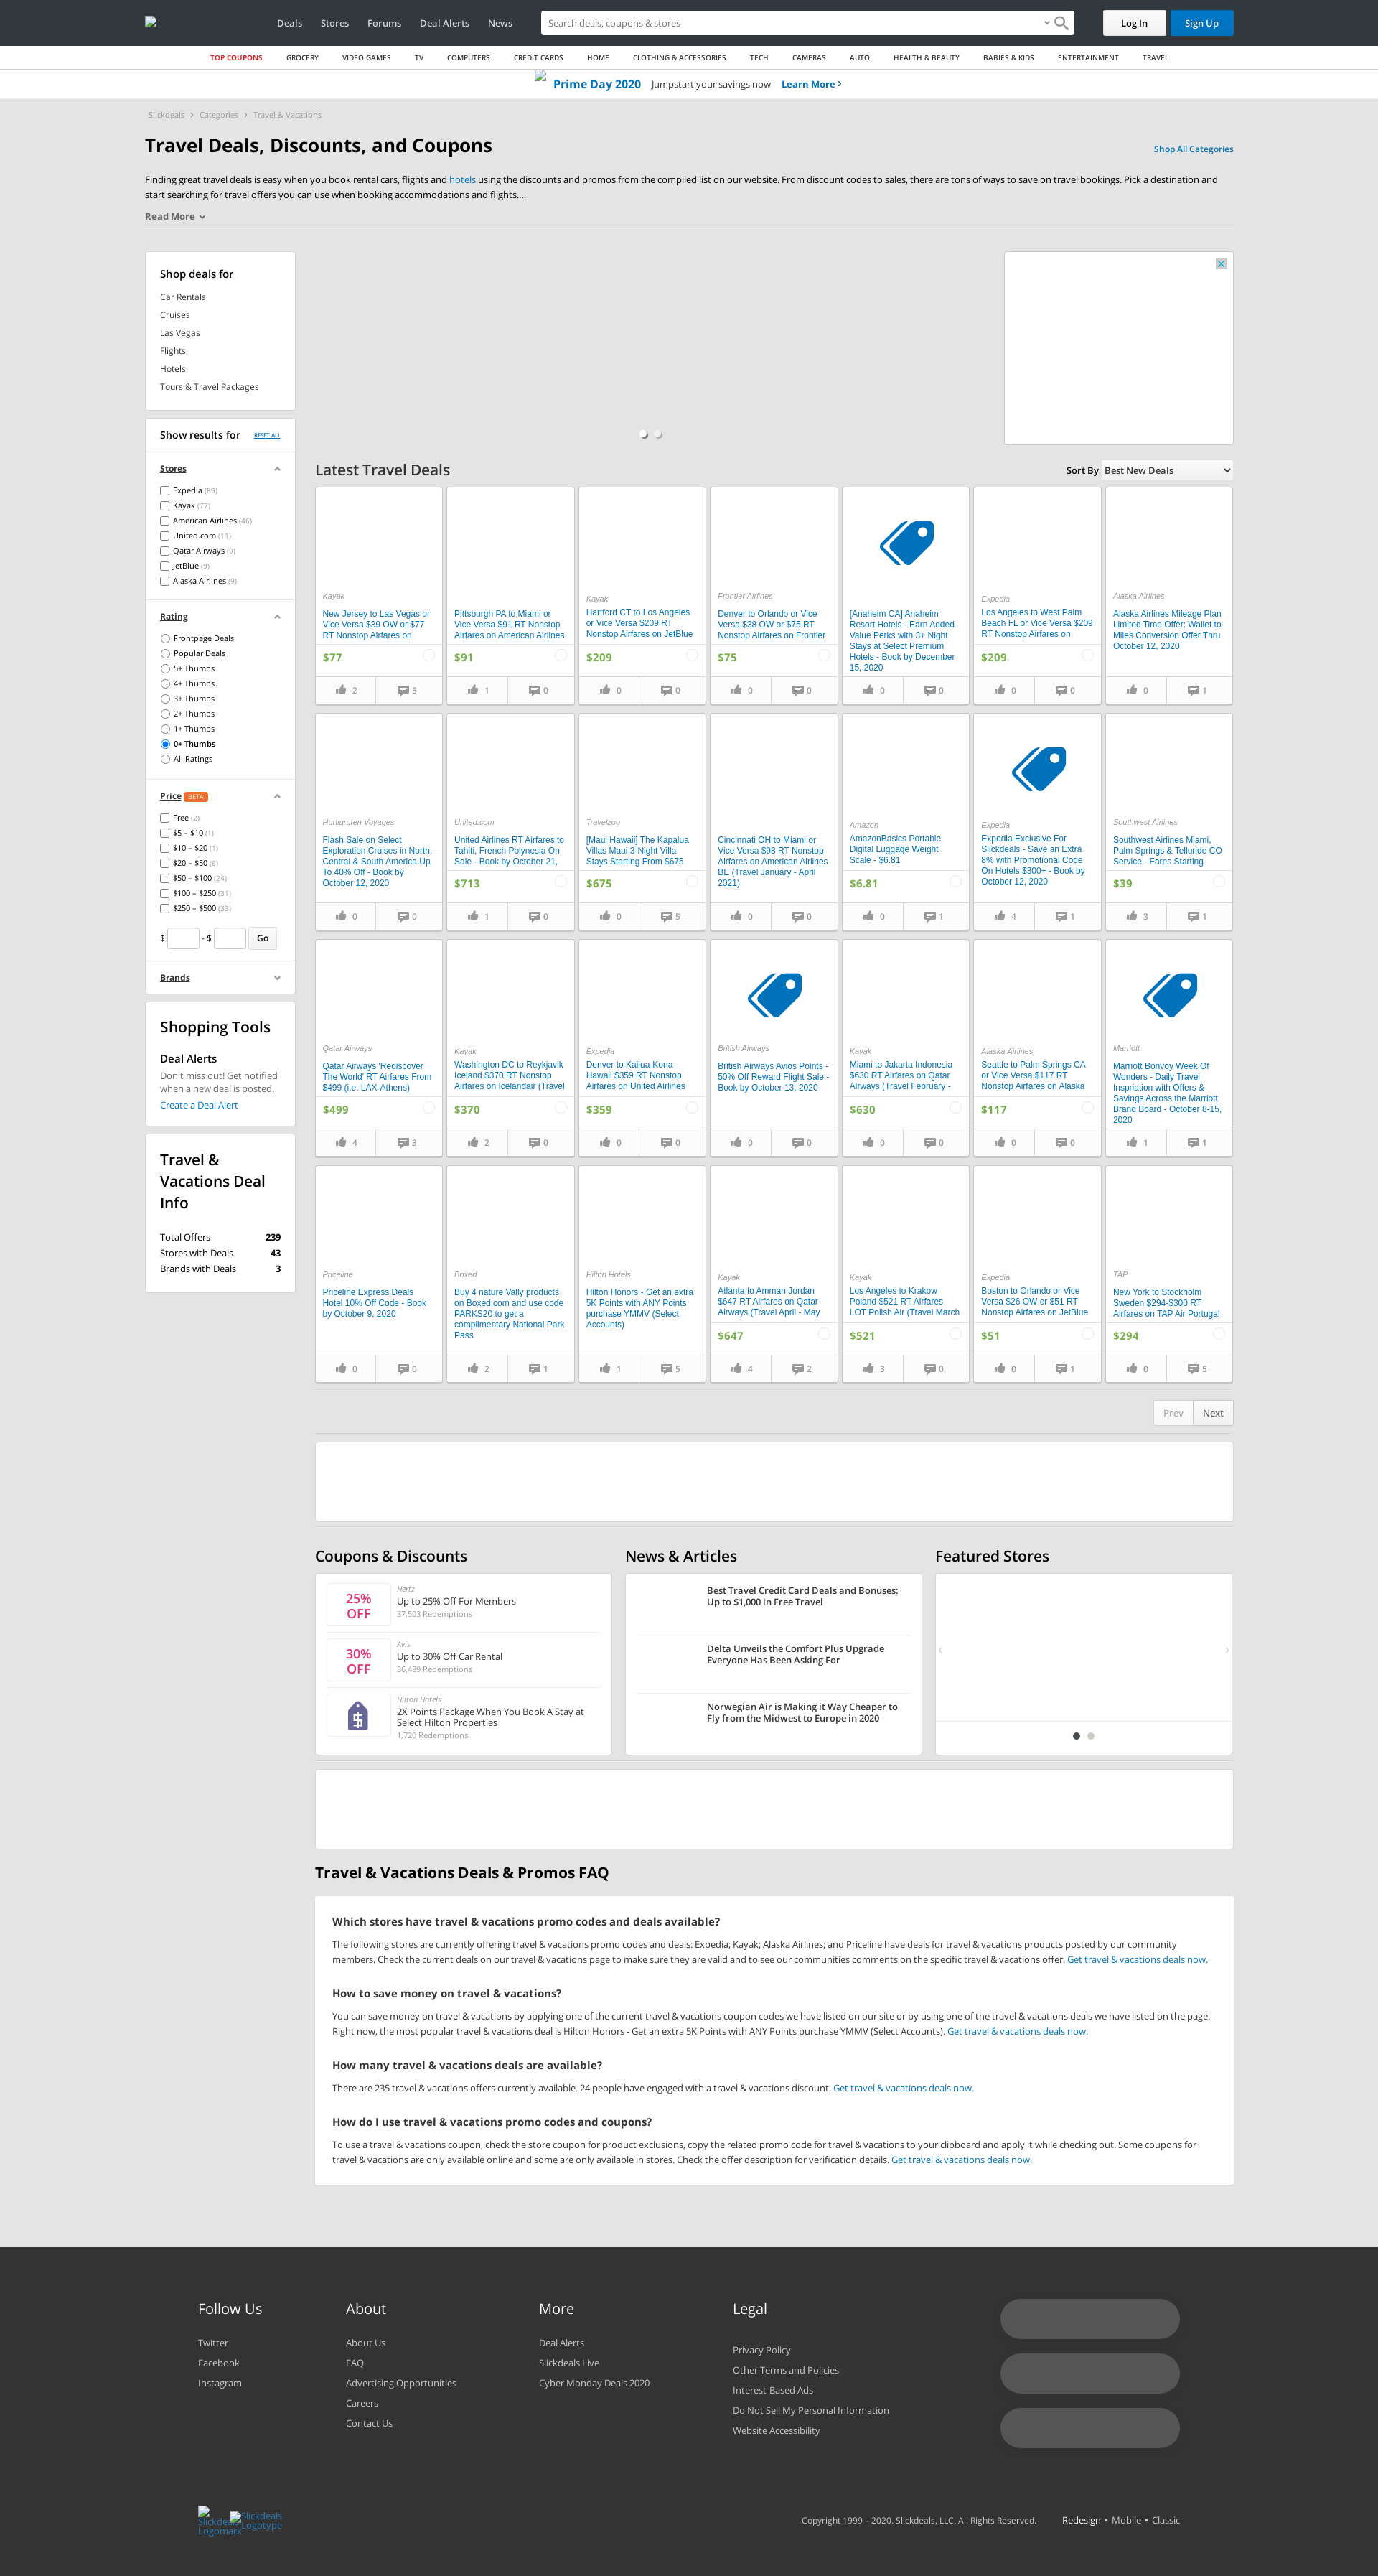 Deals Stores Forums Deal Alerts News
Search deals, coupons & stores
Log In Sign Up
TOP COUPONS GROCERY VIDEO GAMES TV COMPUTERS CREDIT CARDS HOME CLOTHING & ACCESSORIES TECH CAMERAS AUTO HEALTH & BEAUTY BABIES & KIDS ENTERTAINMENT TRAVEL
Prime Day 2020 Jumpstart your savings now Learn More
Slickdeals Categories Travel & Vacations
Travel Deals, Discounts, and Coupons
Shop All Categories
Finding great travel deals is easy when you book rental cars, flights and hotels using the discounts and promos from the compiled list on our website. From discount codes to sales, there are tons of ways to save on travel bookings. Pick a destination and
start searching for travel offers you can use when booking accommodations and flights....
Read More
Shop deals for
Car Rentals
Cruises
Las Vegas
Flights
Hotels
Tours & Travel Packages
Show results for RESET ALL
Stores
Expedia (89)
Kayak (77)
American Airlines (46)
United.com (11)
Qatar Airways (9)
JetBlue (9)
Alaska Airlines (9)
Rating
Frontpage Deals
Popular Deals
5+ Thumbs
4+ Thumbs
3+ Thumbs
2+ Thumbs
1+ Thumbs
0+ Thumbs
All Ratings
Price BETA
Free (2)
$5 – $10 (1)
$10 – $20 (1)
$20 – $50 (6)
$50 – $100 (24)
$100 – $250 (31)
$250 – $500 (33)
$ - $ Go
Brands
Shopping Tools
Deal Alerts
Don't miss out! Get notified
when a new deal is posted.
Create a Deal Alert
Travel &
Vacations Deal
Info
Total Offers 239
Stores with Deals 43
Brands with Deals 3
Latest Travel Deals
Sort By Best New Deals
Kayak
New Jersey to Las Vegas or
Vice Versa $39 OW or $77
RT Nonstop Airfares on
$77
2 5
Pittsburgh PA to Miami or
Vice Versa $91 RT Nonstop
Airfares on American Airlines
$91
1 0
Kayak
Hartford CT to Los Angeles
or Vice Versa $209 RT
Nonstop Airfares on JetBlue
$209
0 0
Frontier Airlines
Denver to Orlando or Vice
Versa $38 OW or $75 RT
Nonstop Airfares on Frontier
$75
0 0
[Anaheim CA] Anaheim
Resort Hotels - Earn Added
Value Perks with 3+ Night
Stays at Select Premium
Hotels - Book by December
15, 2020
0 0
Expedia
Los Angeles to West Palm
Beach FL or Vice Versa $209
RT Nonstop Airfares on
$209
0 0
Alaska Airlines
Alaska Airlines Mileage Plan
Limited Time Offer: Wallet to
Miles Conversion Offer Thru
October 12, 2020
0 1
Hurtigruten Voyages
Flash Sale on Select
Exploration Cruises in North,
Central & South America Up
To 40% Off - Book by
October 12, 2020
0 0
United.com
United Airlines RT Airfares to
Tahiti, French Polynesia On
Sale - Book by October 21,
$713
1 0
Travelzoo
[Maui Hawaii] The Kapalua
Villas Maui 3-Night Villa
Stays Starting From $675
$675
0 5
Cincinnati OH to Miami or
Vice Versa $98 RT Nonstop
Airfares on American Airlines
BE (Travel January - April
2021)
0 0
Amazon
AmazonBasics Portable
Digital Luggage Weight
Scale - $6.81
$6.81
0 1
Expedia
Expedia Exclusive For
Slickdeals - Save an Extra
8% with Promotional Code
On Hotels $300+ - Book by
October 12, 2020
4 1
Southwest Airlines
Southwest Airlines Miami,
Palm Springs & Telluride CO
Service - Fares Starting
$39
3 1
Qatar Airways
Qatar Airways 'Rediscover
The World' RT Airfares From
$499 (i.e. LAX-Athens)
$499
4 3
Kayak
Washington DC to Reykjavik
Iceland $370 RT Nonstop
Airfares on Icelandair (Travel
$370
2 0
Expedia
Denver to Kailua-Kona
Hawaii $359 RT Nonstop
Airfares on United Airlines
$359
0 0
British Airways
British Airways Avios Points -
50% Off Reward Flight Sale -
Book by October 13, 2020
0 0
Kayak
Miami to Jakarta Indonesia
$630 RT Airfares on Qatar
Airways (Travel February -
$630
0 0
Alaska Airlines
Seattle to Palm Springs CA
or Vice Versa $117 RT
Nonstop Airfares on Alaska
$117
0 0
Marriott
Marriott Bonvoy Week Of
Wonders - Daily Travel
Inspriation with Offers &
Savings Across the Marriott
Brand Board - October 8-15,
2020
1 1
Priceline
Priceline Express Deals
Hotel 10% Off Code - Book
by October 9, 2020
0 0
Boxed
Buy 4 nature Vally products
on Boxed.com and use code
PARKS20 to get a
complimentary National Park
Pass
2 1
Hilton Hotels
Hilton Honors - Get an extra
5K Points with ANY Points
purchase YMMV (Select
Accounts)
1 5
Kayak
Atlanta to Amman Jordan
$647 RT Airfares on Qatar
Airways (Travel April - May
$647
4 2
Kayak
Los Angeles to Krakow
Poland $521 RT Airfares
LOT Polish Air (Travel March
$521
3 0
Expedia
Boston to Orlando or Vice
Versa $26 OW or $51 RT
Nonstop Airfares on JetBlue
$51
0 1
TAP
New York to Stockholm
Sweden $294-$300 RT
Airfares on TAP Air Portugal
$294
0 5
Prev Next
Coupons & Discounts
25% OFF
Hertz
Up to 25% Off For Members
37,503 Redemptions
30% OFF
Avis
Up to 30% Off Car Rental
36,489 Redemptions
Hilton Hotels
2X Points Package When You Book A Stay at
Select Hilton Properties
1,720 Redemptions
News & Articles
Best Travel Credit Card Deals and Bonuses:
Up to $1,000 in Free Travel
Delta Unveils the Comfort Plus Upgrade
Everyone Has Been Asking For
Norwegian Air is Making it Way Cheaper to
Fly from the Midwest to Europe in 2020
Featured Stores
Travel & Vacations Deals & Promos FAQ
Which stores have travel & vacations promo codes and deals available?
The following stores are currently offering travel & vacations promo codes and deals: Expedia; Kayak; Alaska Airlines; and Priceline have deals for travel & vacations products posted by our community
members. Check the current deals on our travel & vacations page to make sure they are valid and to see our communities comments on the specific travel & vacations offer. Get travel & vacations deals now.
How to save money on travel & vacations?
You can save money on travel & vacations by applying one of the current travel & vacations coupon codes we have listed on our site or by using one of the travel & vacations deals we have listed on the page.
Right now, the most popular travel & vacations deal is Hilton Honors - Get an extra 5K Points with ANY Points purchase YMMV (Select Accounts). Get travel & vacations deals now.
How many travel & vacations deals are available?
There are 235 travel & vacations offers currently available. 24 people have engaged with a travel & vacations discount. Get travel & vacations deals now.
How do I use travel & vacations promo codes and coupons?
To use a travel & vacations coupon, check the store coupon for product exclusions, copy the related promo code for travel & vacations to your clipboard and apply it while checking out. Some coupons for
travel & vacations are only available online and some are only available in stores. Check the offer description for verification details. Get travel & vacations deals now.
Follow Us
Twitter
Facebook
Instagram
About
About Us
FAQ
Advertising Opportunities
Careers
Contact Us
More
Deal Alerts
Slickdeals Live
Cyber Monday Deals 2020
Legal
Privacy Policy
Other Terms and Policies
Interest-Based Ads
Do Not Sell My Personal Information
Website Accessibility
Slickdeals Logomark
Slickdeals Logotype
Copyright 1999 – 2020. Slickdeals, LLC. All Rights Reserved.
Redesign • Mobile • Classic